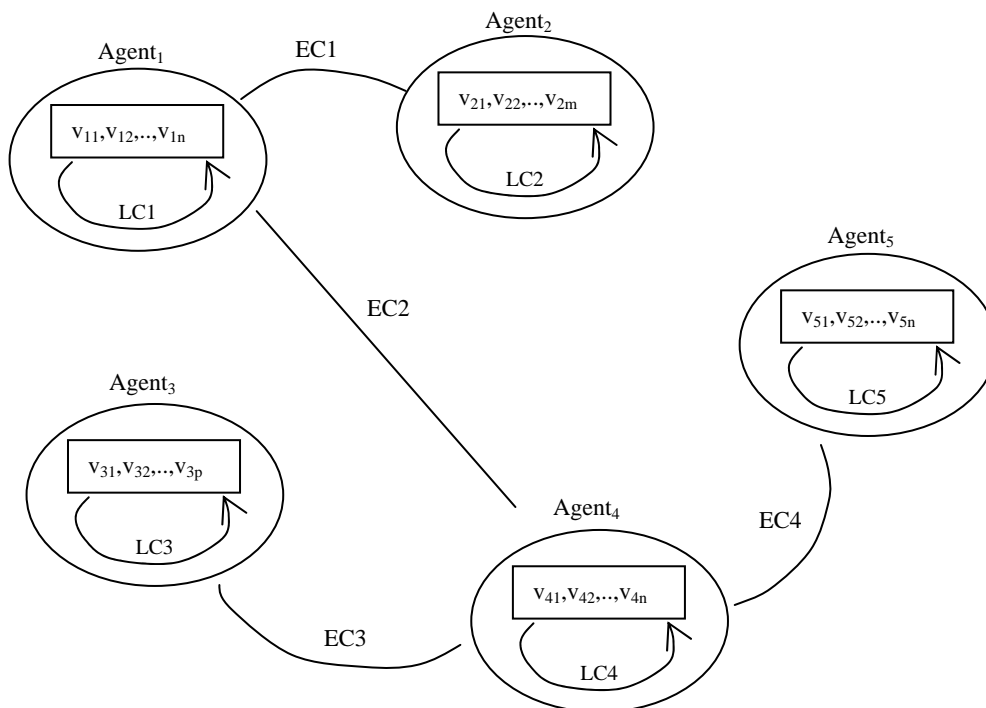 Agent₁
EC1
Agent₂
v₁₁,v₁₂,..,v₁ₙ
LC1
v₂₁,v₂₂,..,v₂ₘ
LC2
EC2
Agent₅
v₅₁,v₅₂,..,v₅ₙ
LC5
Agent₃
v₃₁,v₃₂,..,v₃ₚ
LC3
EC3
Agent₄
v₄₁,v₄₂,..,v₄ₙ
LC4
EC4